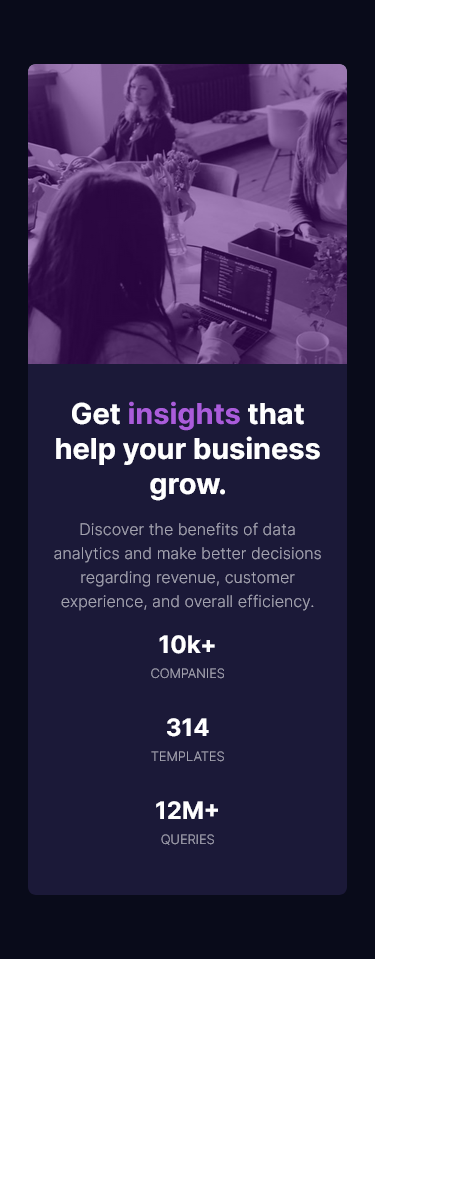 Get insights that
help your business
grow.
Discover the benefits of data
analytics and make better decisions
regarding revenue, customer
experience, and overall efficiency.
10k+
COMPANIES
314
TEMPLATES
12M+
QUERIES